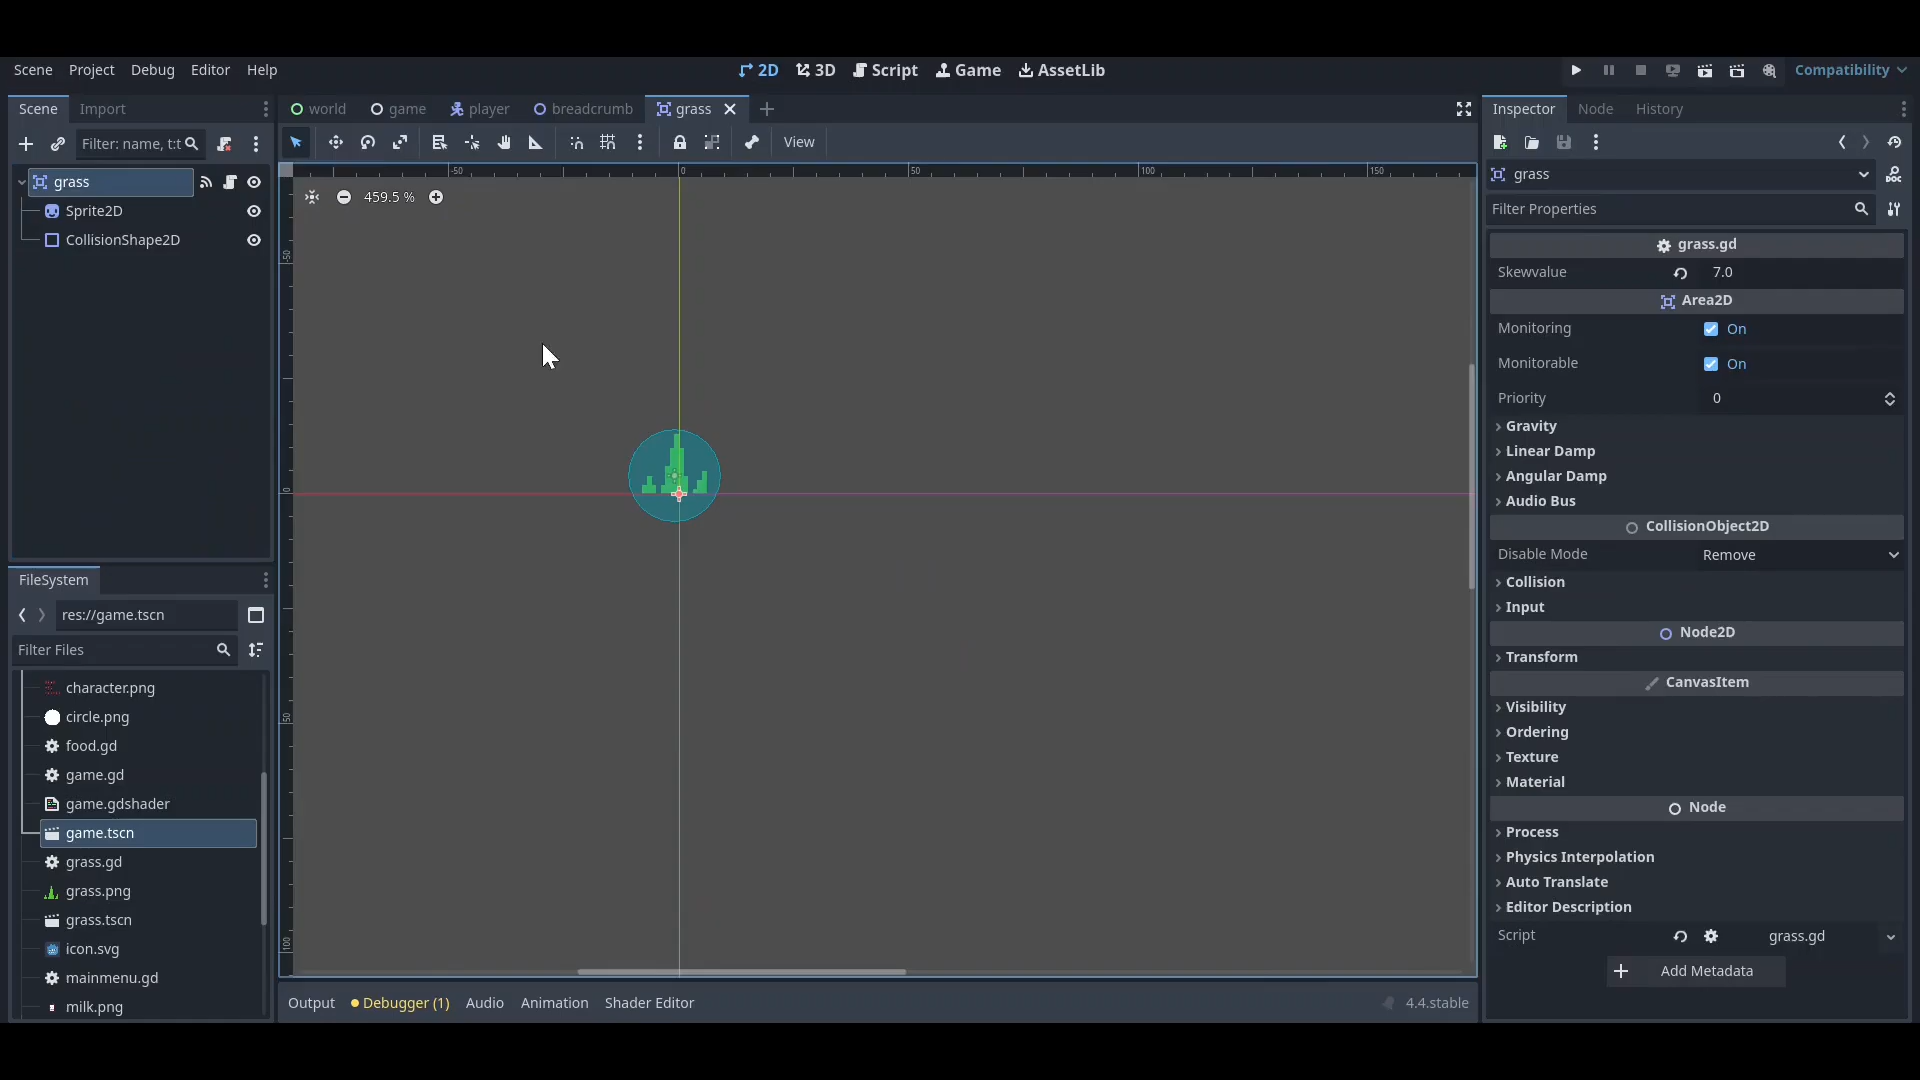 Scene Project Debug Editor Help
2D 3D Script Game AssetLib
Compatibility
Scene Import
Filter: name, t:t
grass
Sprite2D
CollisionShape2D
FileSystem
res://game.tscn
Filter Files
character.png
circle.png
food.gd
game.gd
game.gdshader
game.tscn
grass.gd
grass.png
grass.tscn
icon.svg
mainmenu.gd
milk.png
world game player breadcrumb grass
View
-50 0 50 100 150
459.5 %
-50
0
50
100
Output Debugger (1) Audio Animation Shader Editor
4.4.stable
Inspector Node History
grass
Filter Properties
grass.gd
Skewvalue 7.0
Area2D
Monitoring On
Monitorable On
Priority 0
Gravity
Linear Damp
Angular Damp
Audio Bus
CollisionObject2D
Disable Mode Remove
Collision
Input
Node2D
Transform
CanvasItem
Visibility
Ordering
Texture
Material
Node
Process
Physics Interpolation
Auto Translate
Editor Description
Script grass.gd
Add Metadata